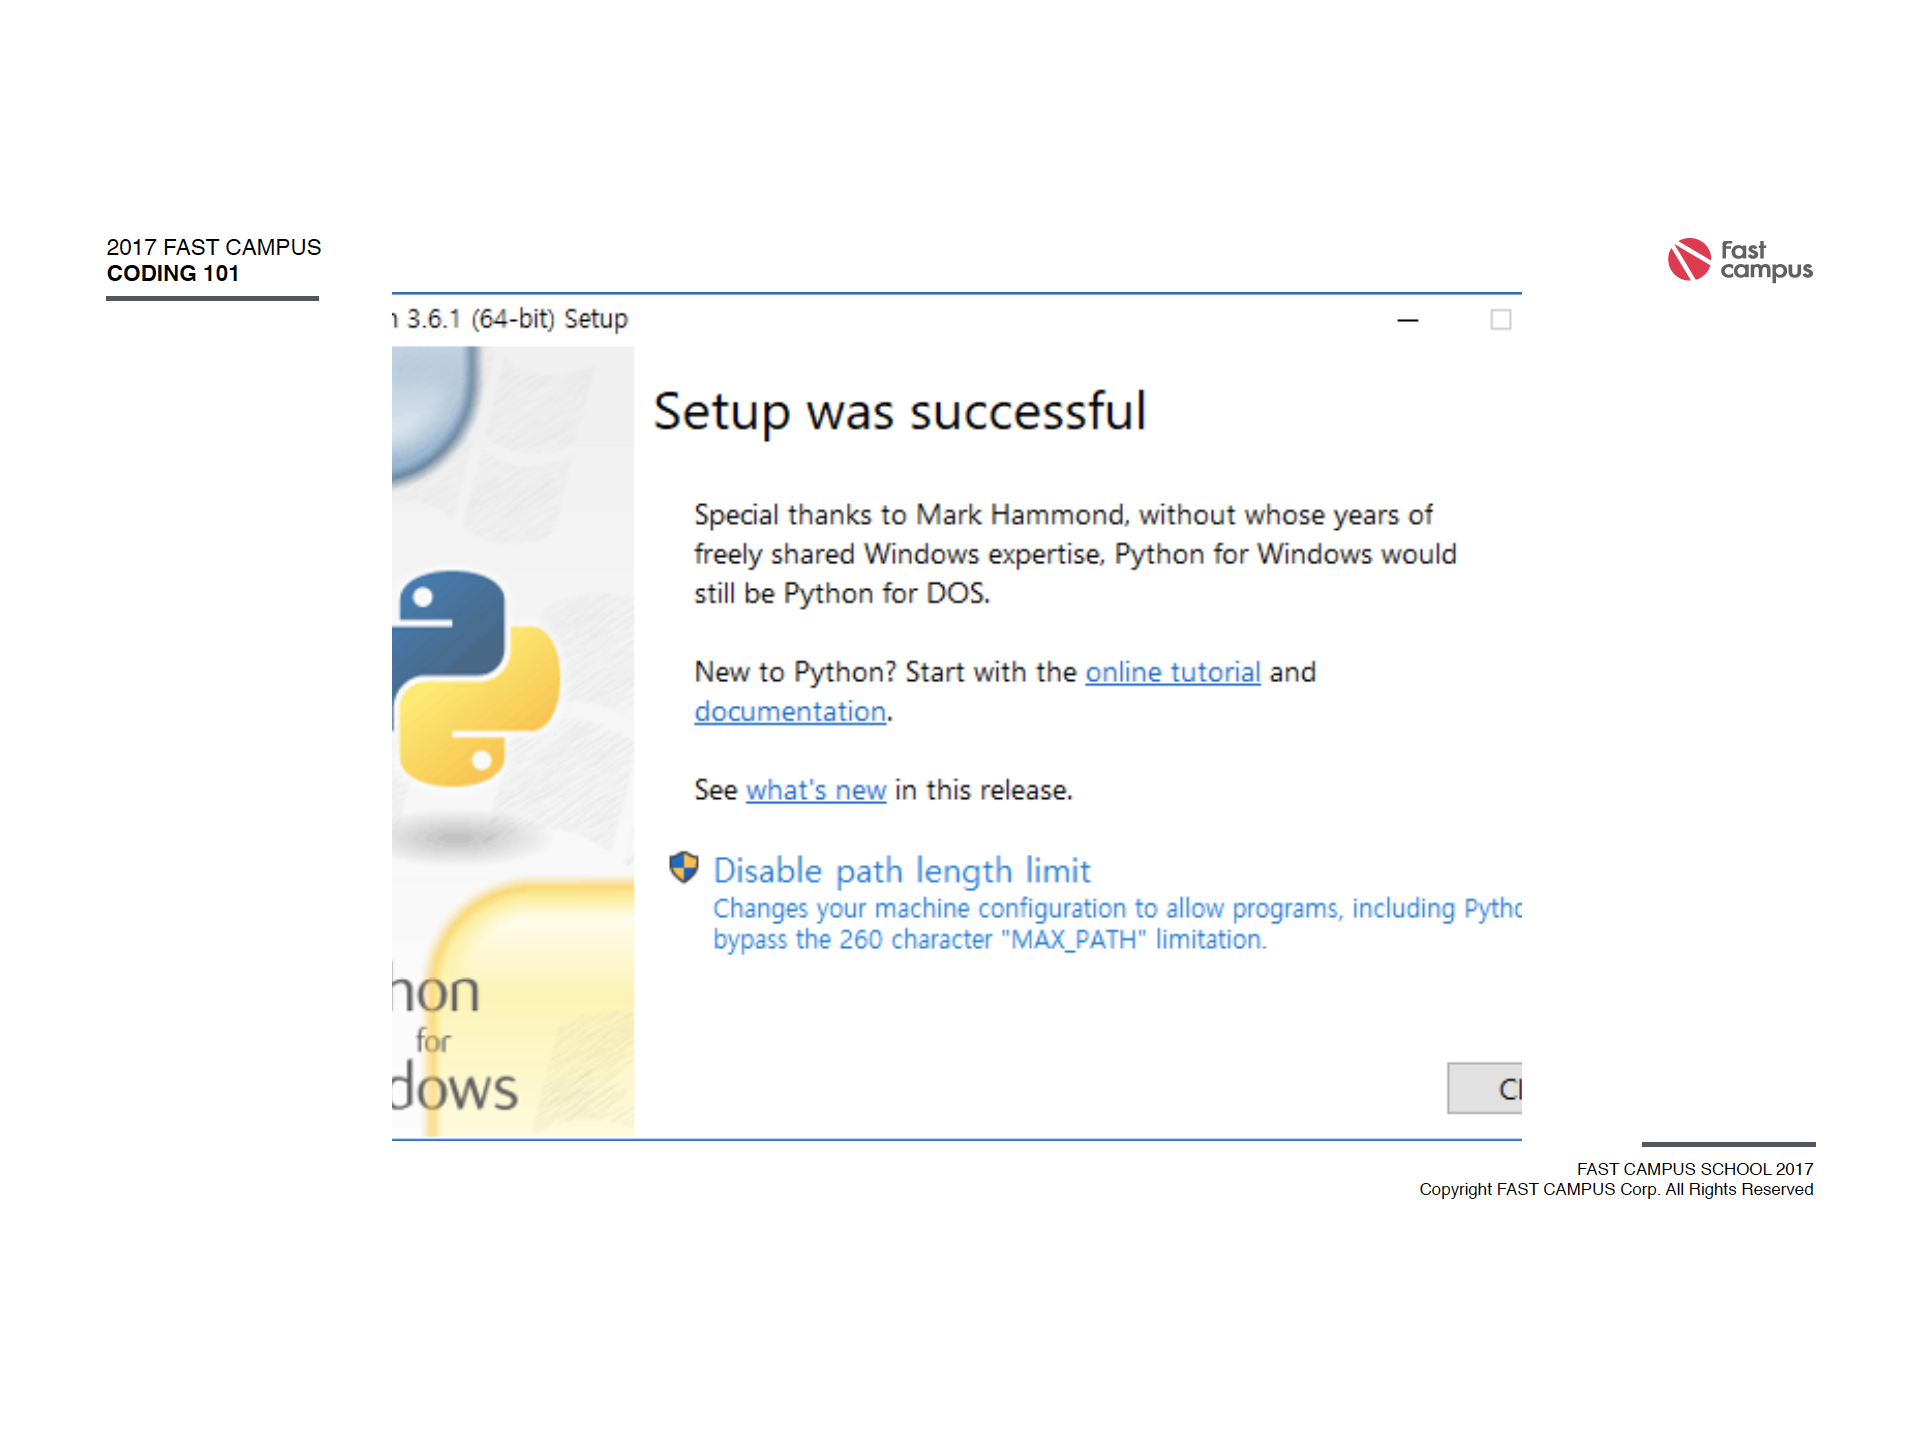 2017 FAST CAMPUS
CODING 101
fast
campus
3.6.1 (64-bit) Setup
Setup was successful
Special thanks to Mark Hammond, without whose years of
freely shared Windows expertise, Python for Windows would
still be Python for DOS.
New to Python? Start with the online tutorial and
documentation.
See what's new in this release.
Disable path length limit
Changes your machine configuration to allow programs, including Pytho
bypass the 260 character "MAX_PATH" limitation.
hon
for
dows
Cl
FAST CAMPUS SCHOOL 2017
Copyright FAST CAMPUS Corp. All Rights Reserved